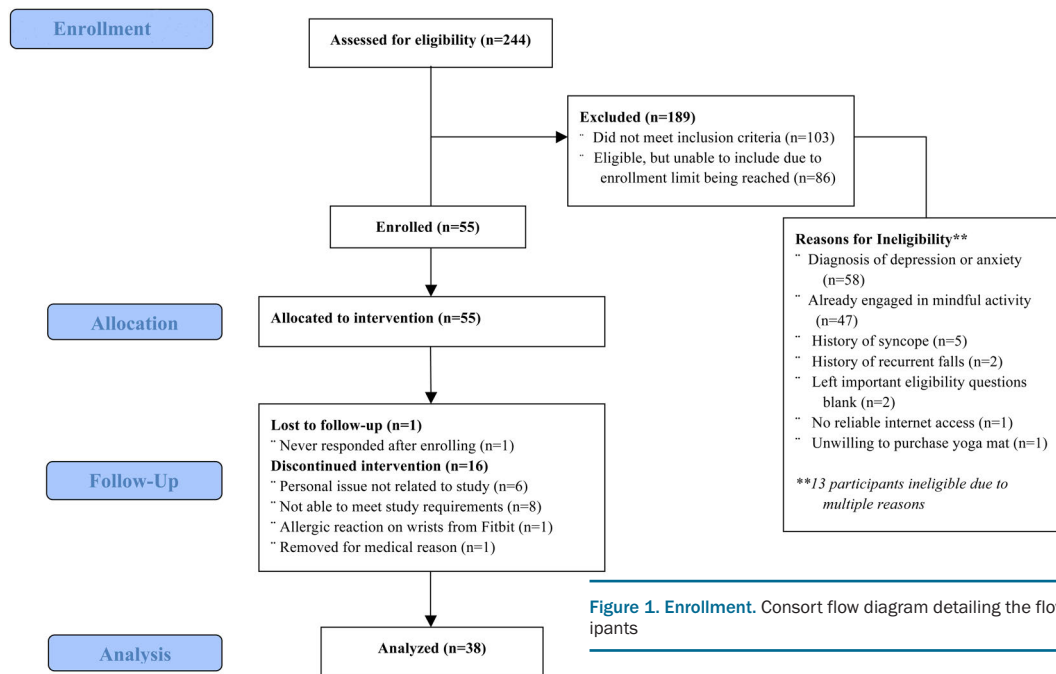 Enrollment
Assessed for eligibility (n=244)
Excluded (n=189)
¨ Did not meet inclusion criteria (n=103)
¨ Eligible, but unable to include due to
enrollment limit being reached (n=86)
Enrolled (n=55)
Reasons for Ineligibility**
¨ Diagnosis of depression or anxiety
(n=58)
¨ Already engaged in mindful activity
(n=47)
¨ History of syncope (n=5)
¨ History of recurrent falls (n=2)
¨ Left important eligibility questions
blank (n=2)
¨ No reliable internet access (n=1)
¨ Unwilling to purchase yoga mat (n=1)
**13 participants ineligible due to
multiple reasons
Allocation
Allocated to intervention (n=55)
Follow-Up
Lost to follow-up (n=1)
¨ Never responded after enrolling (n=1)
Discontinued intervention (n=16)
¨ Personal issue not related to study (n=6)
¨ Not able to meet study requirements (n=8)
¨ Allergic reaction on wrists from Fitbit (n=1)
¨ Removed for medical reason (n=1)
Figure 1. Enrollment. Consort flow diagram detailing the flo
ipants
Analysis
Analyzed (n=38)